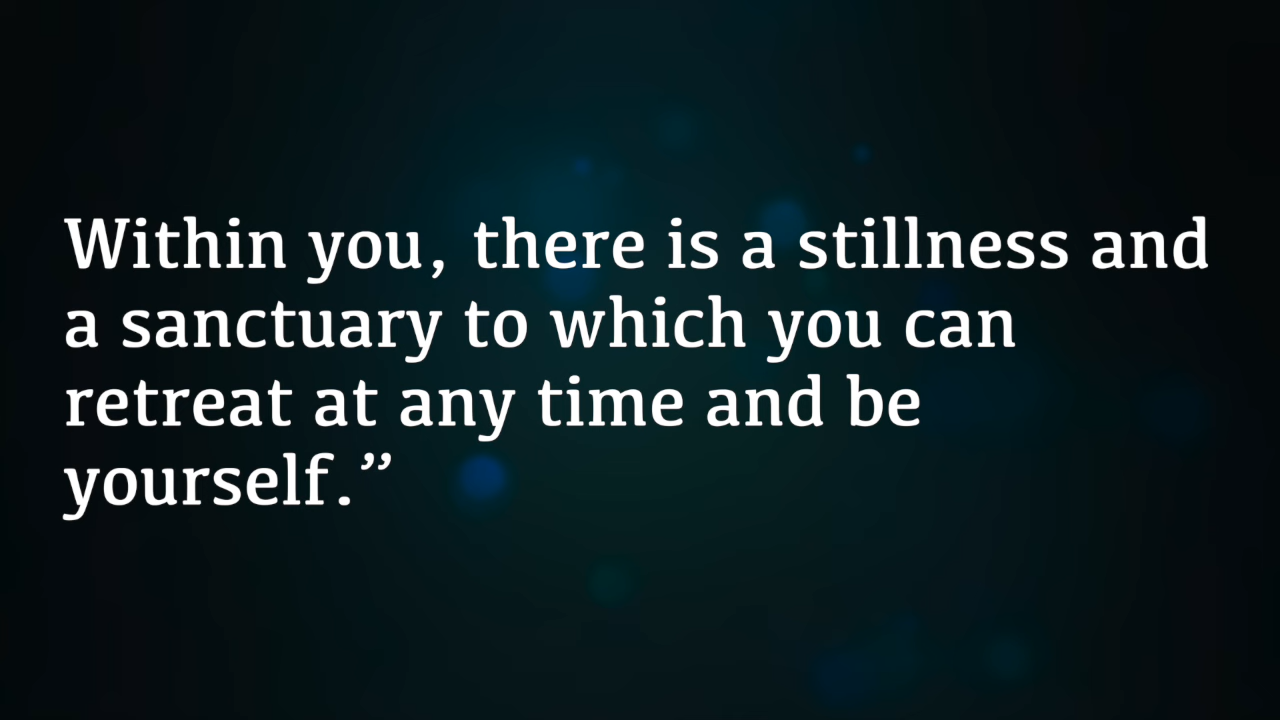 Within you, there is a stillness and
a sanctuary to which you can
retreat at any time and be
yourself.”